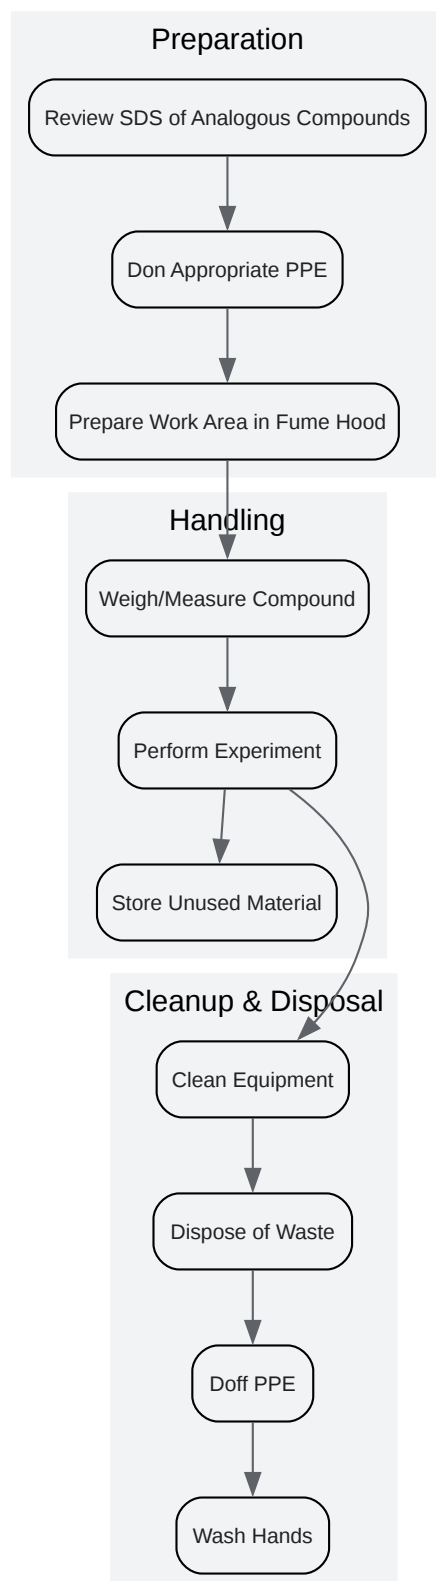 Preparation
Review SDS of Analogous Compounds
Don Appropriate PPE
Prepare Work Area in Fume Hood
Handling
Weigh/Measure Compound
Perform Experiment
Store Unused Material
Cleanup & Disposal
Clean Equipment
Dispose of Waste
Doff PPE
Wash Hands